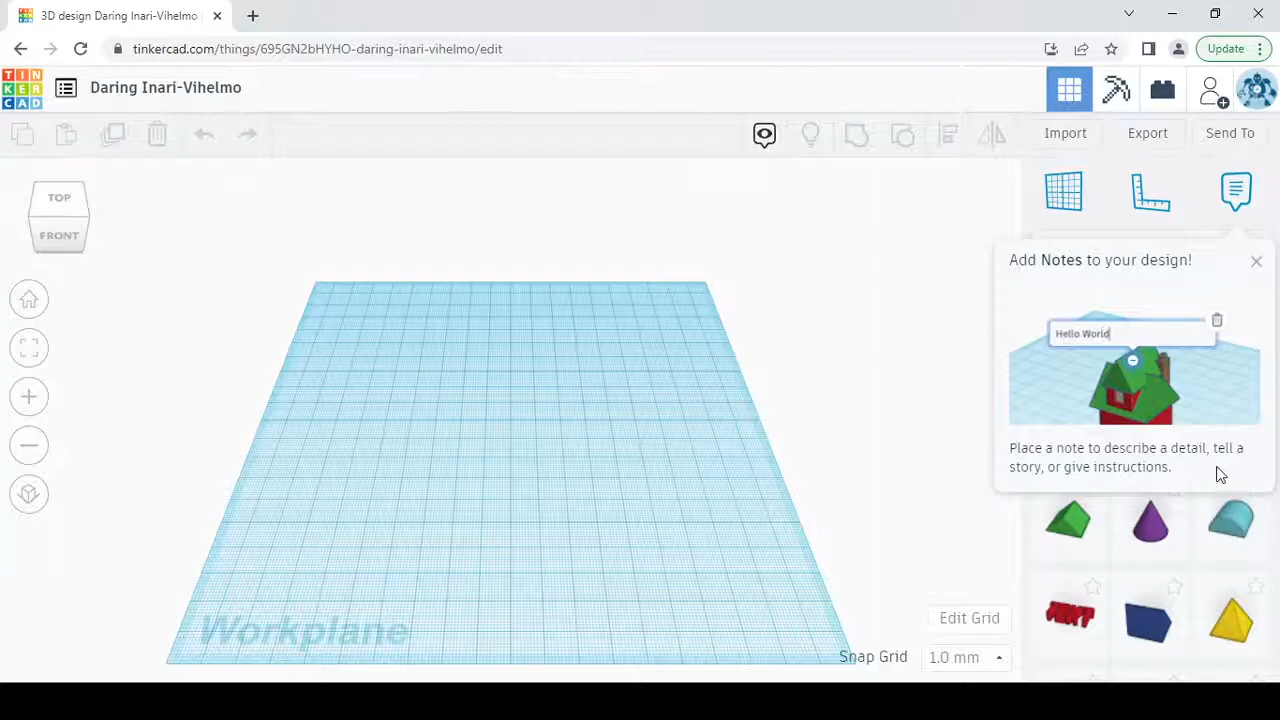 3D design Daring Inari-Vihelmo
tinkercad.com/things/695GN2bHYHO-daring-inari-vihelmo/edit
Update
TIN
KER
CAD
Daring Inari-Vihelmo
Import
Export
Send To
TOP
FRONT
Add Notes to your design!
Hello World
Place a note to describe a detail, tell a
story, or give instructions.
TEXT
Workplane
Edit Grid
Snap Grid
1.0 mm